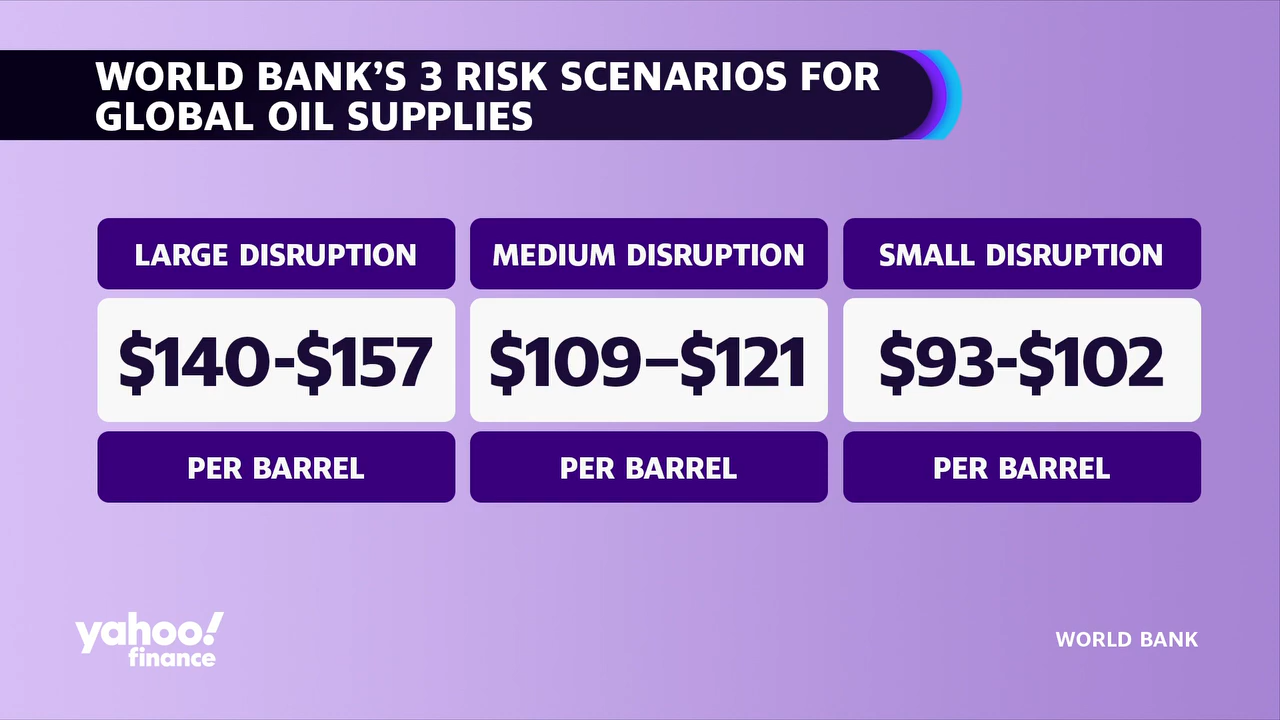 WORLD BANK’S 3 RISK SCENARIOS FOR
GLOBAL OIL SUPPLIES
LARGE DISRUPTION
$140-$157
PER BARREL
MEDIUM DISRUPTION
$109–$121
PER BARREL
SMALL DISRUPTION
$93-$102
PER BARREL
yahoo!
finance
WORLD BANK